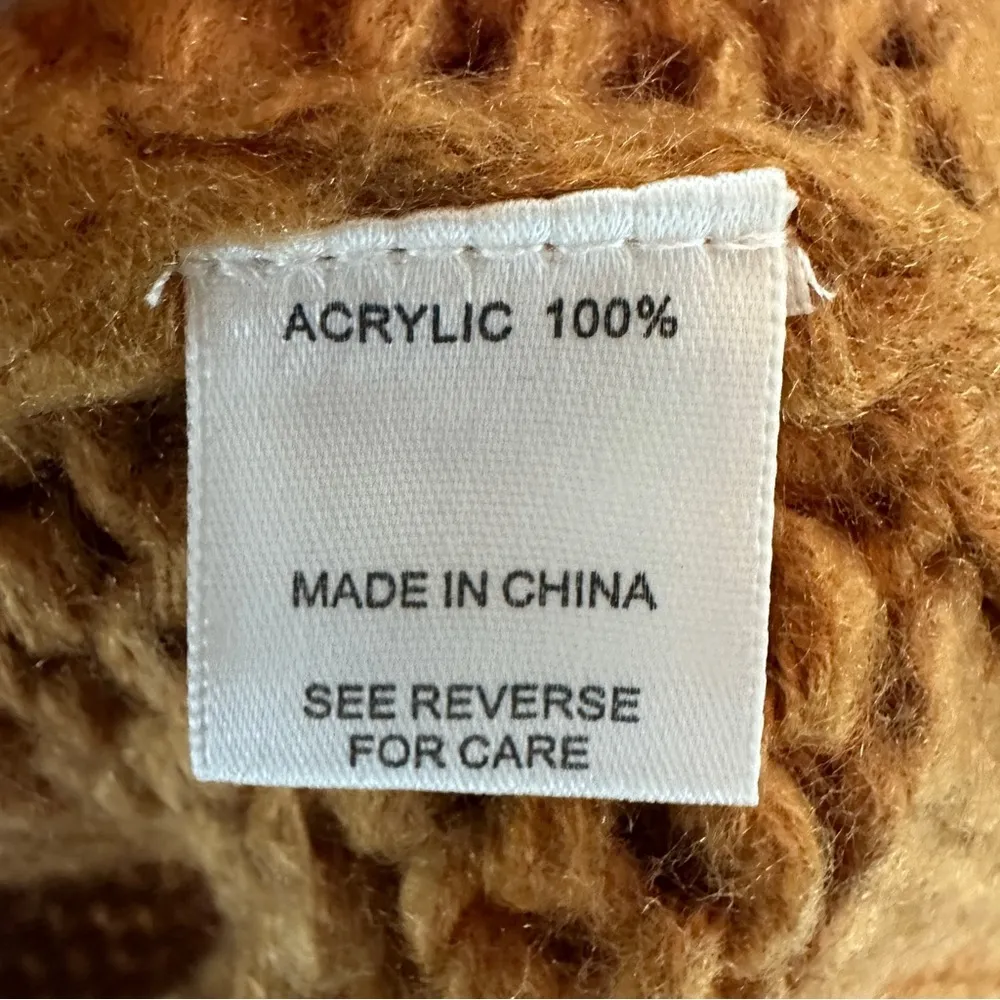 ACRYLIC 100%
MADE IN CHINA
SEE REVERSE
FOR CARE